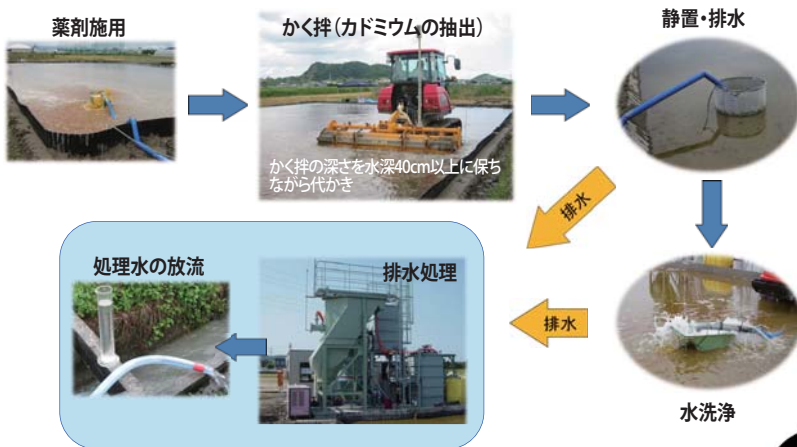 薬剤施用
かく拌(カドミウムの抽出)
静置・排水
かく拌の深さを水深40cm以上に保ち
ながら代かき
排水
処理水の放流
排水処理
排水
水洗浄